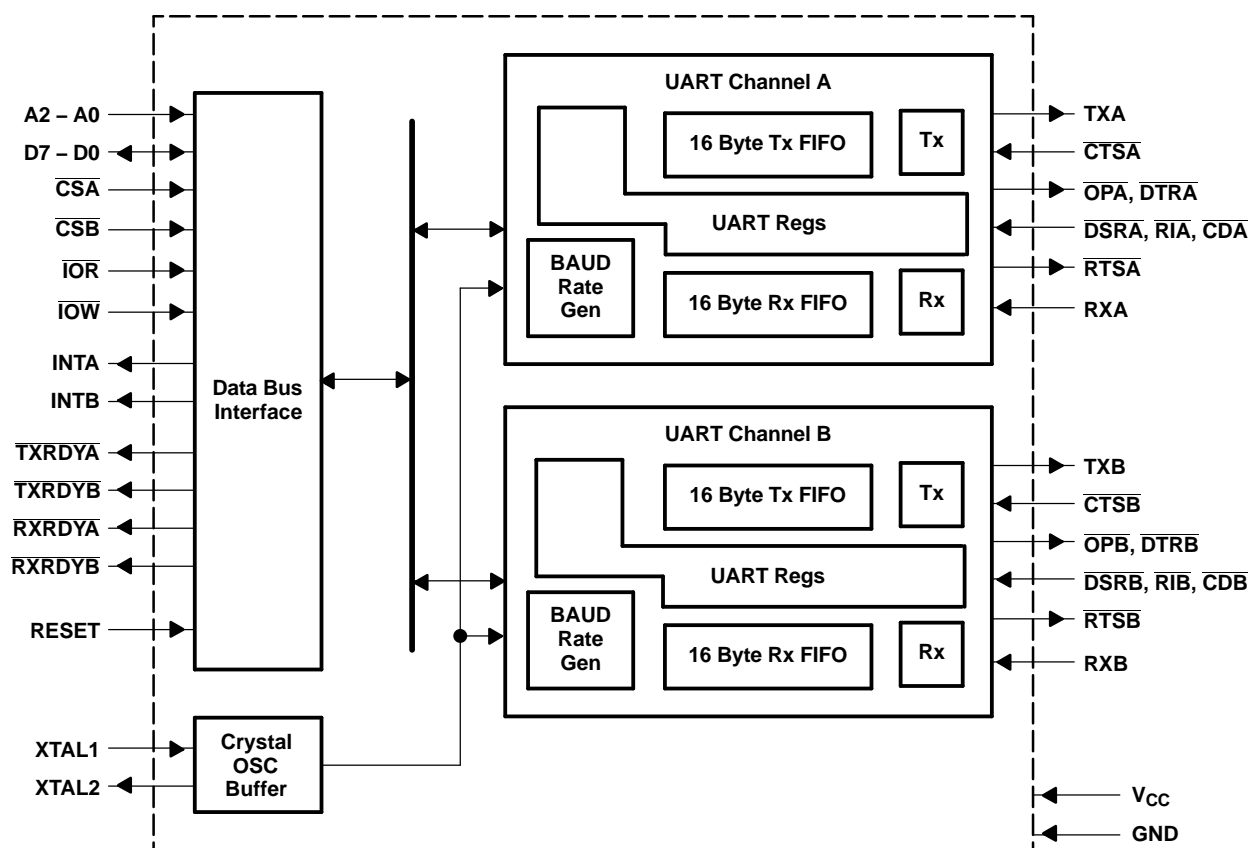 A2 – A0
D7 – D0
CSA
CSB
IOR
IOW
INTA
INTB
TXRDYA
TXRDYB
RXRDYA
RXRDYB
RESET
XTAL1
XTAL2
Data Bus
Interface
Crystal
OSC
Buffer
UART Channel A
16 Byte Tx FIFO
Tx
UART Regs
BAUD
Rate
Gen
16 Byte Rx FIFO
Rx
UART Channel B
16 Byte Tx FIFO
Tx
UART Regs
BAUD
Rate
Gen
16 Byte Rx FIFO
Rx
TXA
CTSA
OPA, DTRA
DSRA, RIA, CDA
RTSA
RXA
TXB
CTSB
OPB, DTRB
DSRB, RIB, CDB
RTSB
RXB
VCC
GND